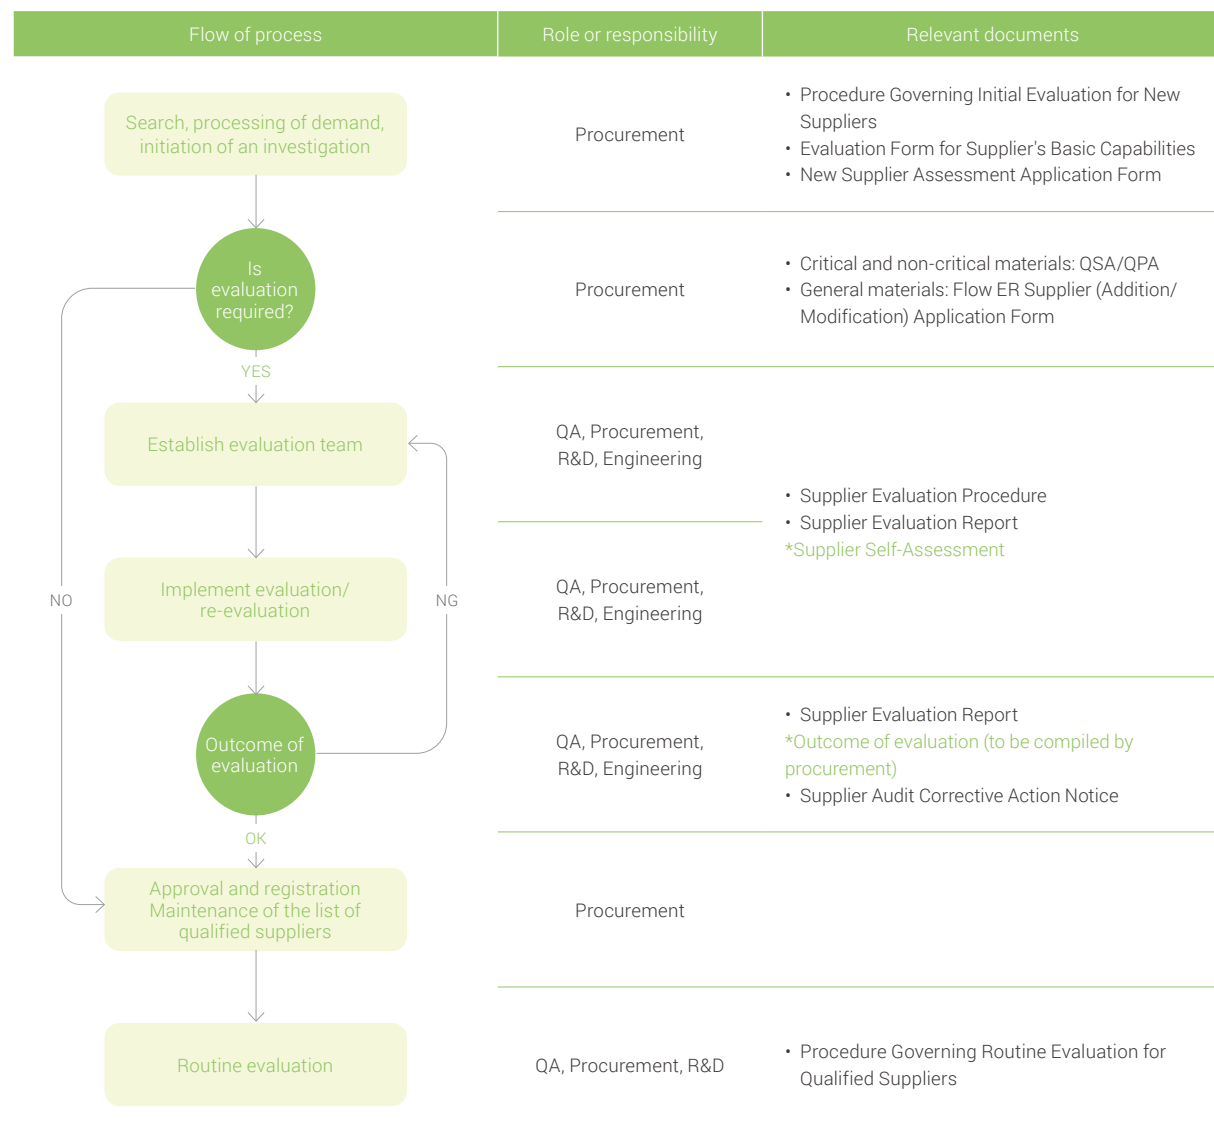 Flow of process
Role or responsibility
Relevant documents
Search, processing of demand,
initiation of an investigation
Procurement
• Procedure Governing Initial Evaluation for New
Suppliers
• Evaluation Form for Supplier's Basic Capabilities
• New Supplier Assessment Application Form
Is
evaluation
required?
Procurement
• Critical and non-critical materials: QSA/QPA
• General materials: Flow ER Supplier (Addition/
Modification) Application Form
YES
Establish evaluation team
QA, Procurement,
R&D, Engineering
• Supplier Evaluation Procedure
• Supplier Evaluation Report
*Supplier Self-Assessment
NO
Implement evaluation/
re-evaluation
NG
QA, Procurement,
R&D, Engineering
Outcome of
evaluation
QA, Procurement,
R&D, Engineering
• Supplier Evaluation Report
*Outcome of evaluation (to be compiled by
procurement)
• Supplier Audit Corrective Action Notice
OK
Approval and registration
Maintenance of the list of
qualified suppliers
Procurement
Routine evaluation
QA, Procurement, R&D
• Procedure Governing Routine Evaluation for
Qualified Suppliers